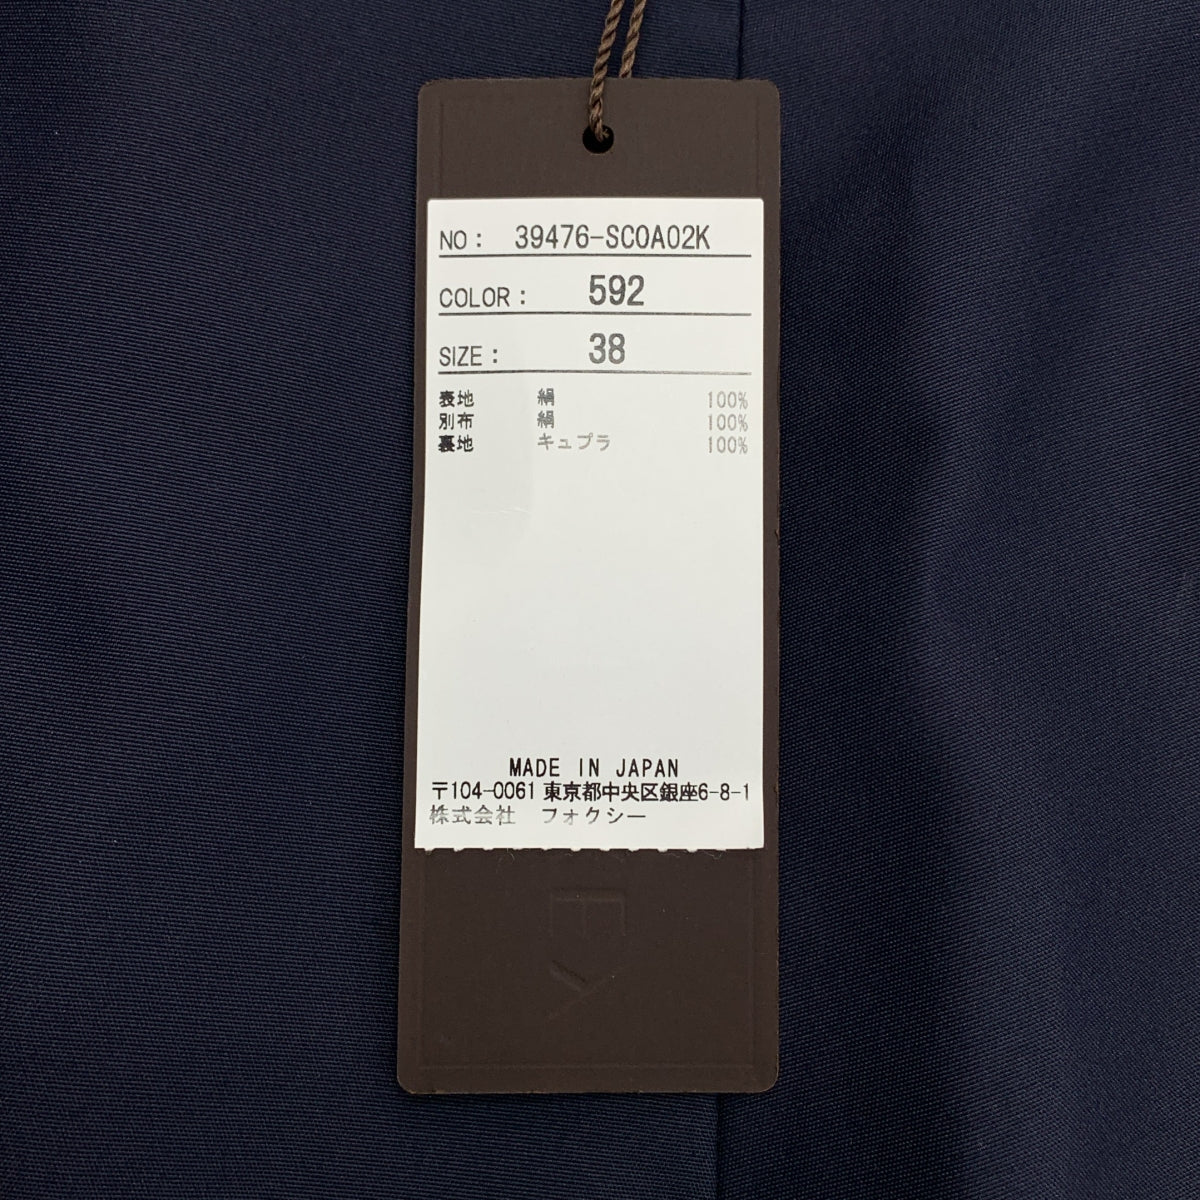 NO： 39476-SC0A02K
COLOR： 592
SIZE： 38
表地 絹 100%
別布 絹 100%
裏地 キュプラ 100%
MADE IN JAPAN
〒104-0061 東京都中央区銀座6-8-1
株式会社 フォクシー